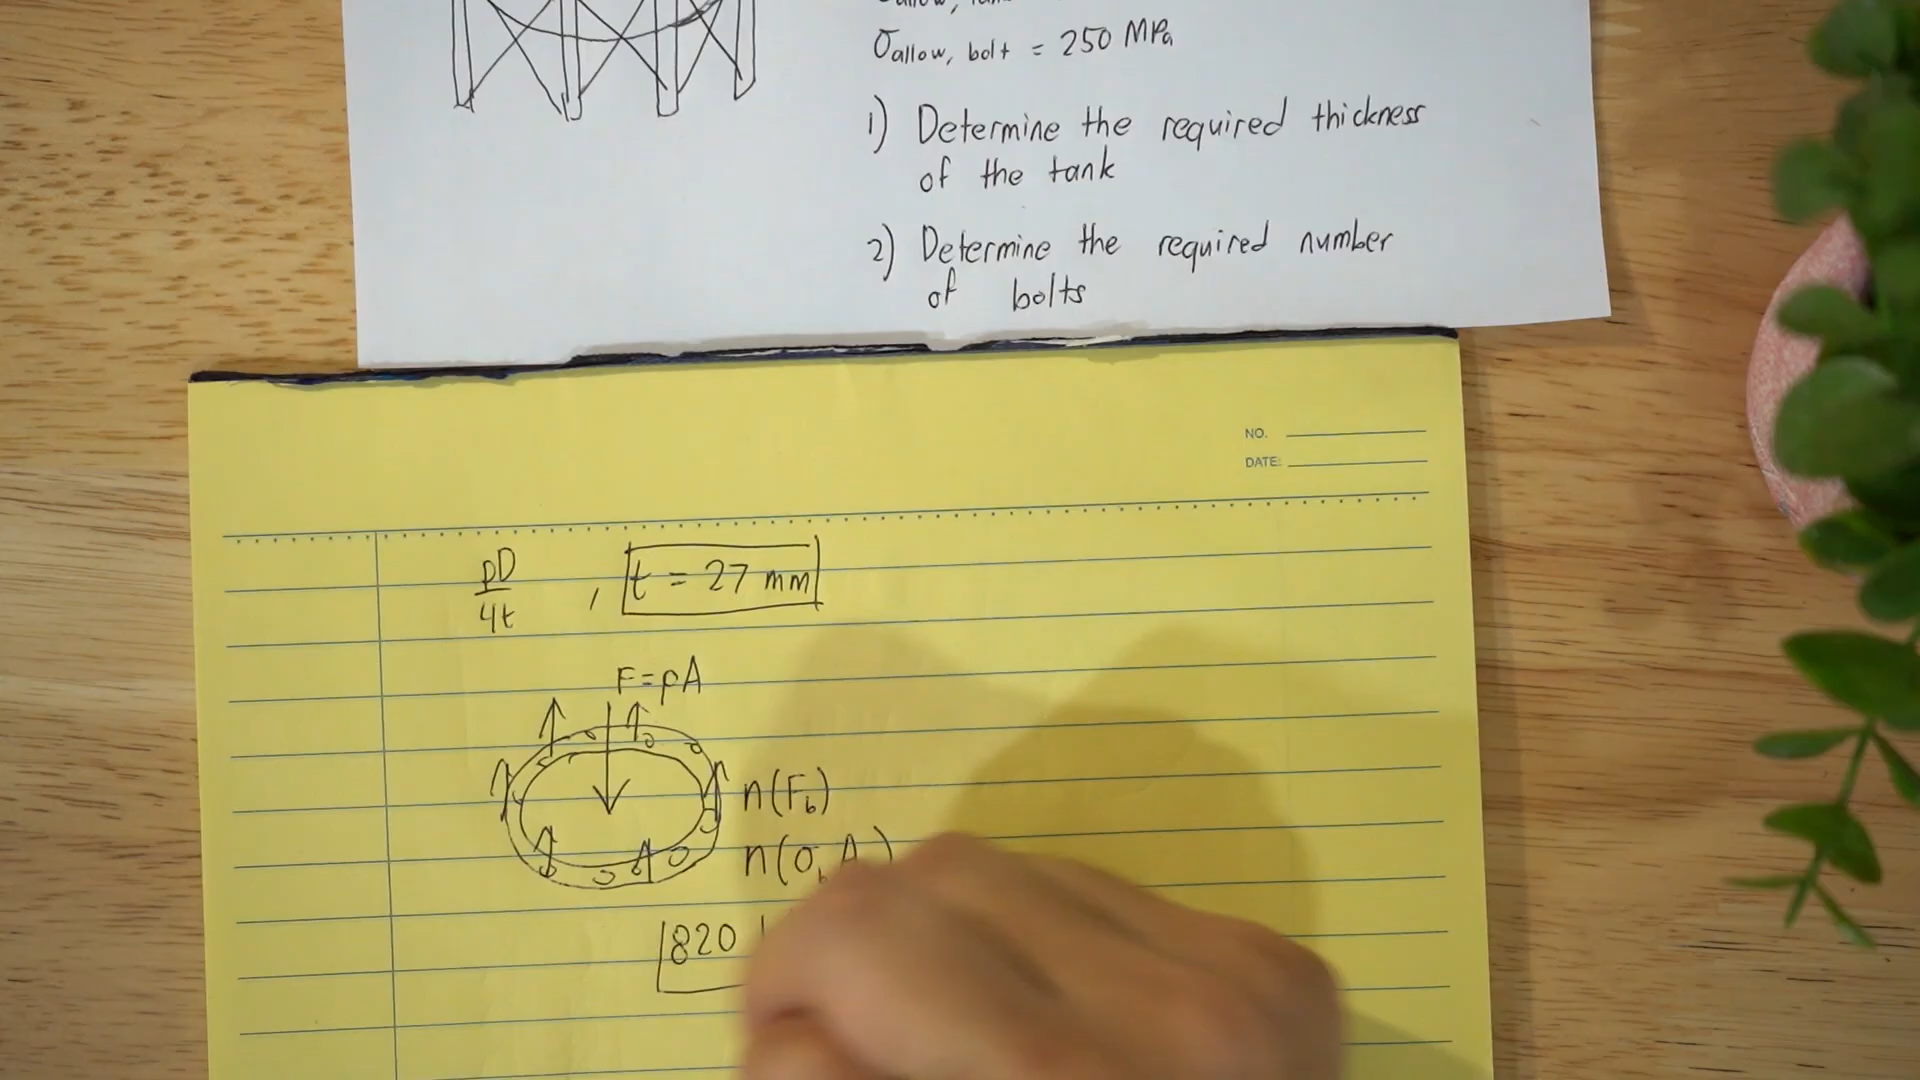 σallow, bolt = 250 MPa
1) Determine the required thickness
of the tank
2) Determine the required number
of bolts
NO.
DATE:
pD
4t
, t = 27 mm
F=pA
n(Fb)
n(σb A )
820